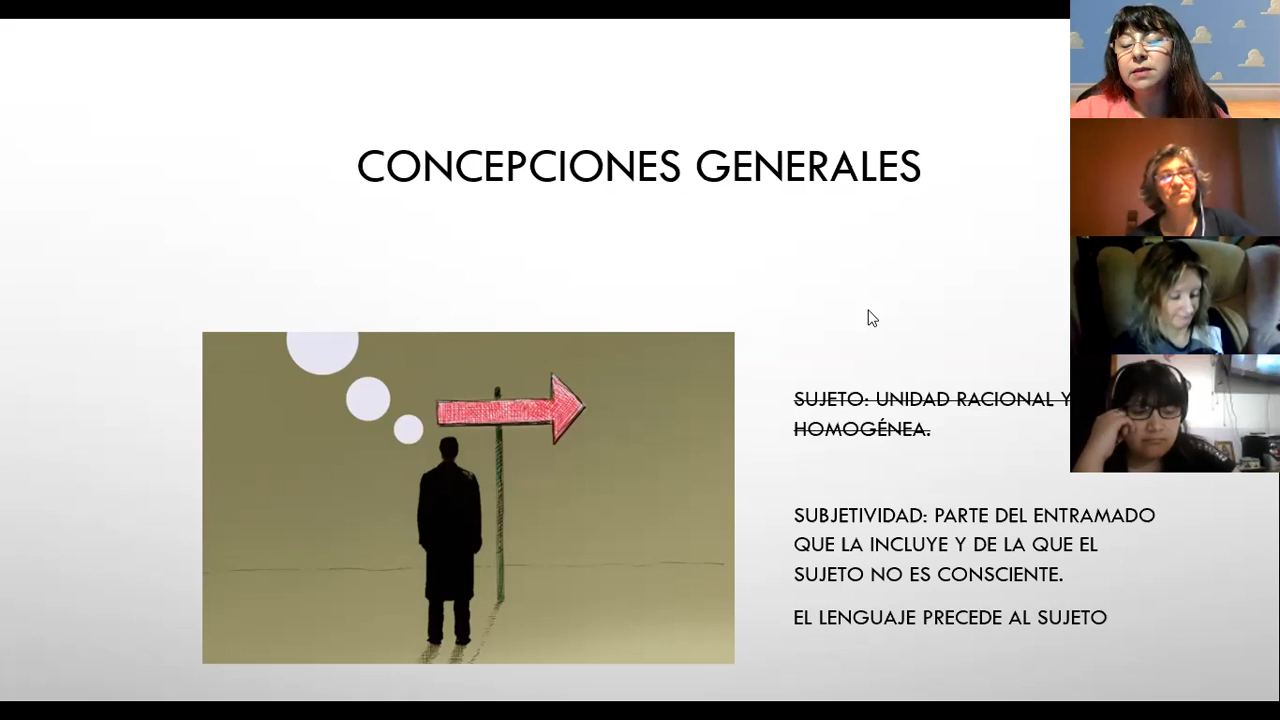 CONCEPCIONES GENERALES
SUJETO: UNIDAD RACIONAL Y
HOMOGÉNEA.
SUBJETIVIDAD: PARTE DEL ENTRAMADO
QUE LA INCLUYE Y DE LA QUE EL
SUJETO NO ES CONSCIENTE.
EL LENGUAJE PRECEDE AL SUJETO